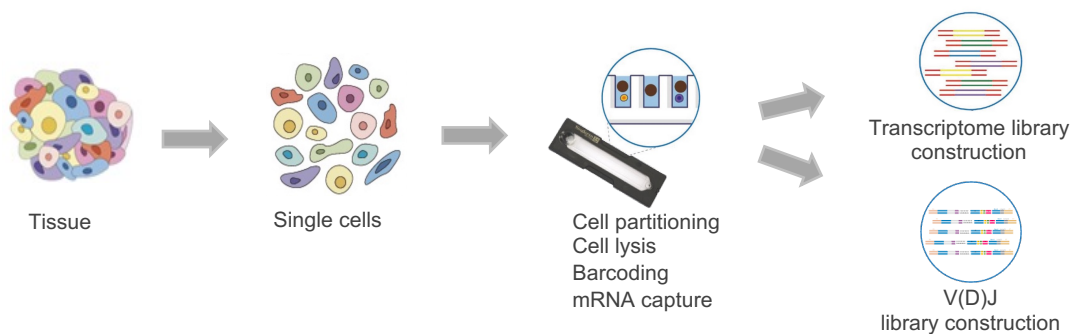 Tissue
Single cells
Cell partitioning
Cell lysis
Barcoding
mRNA capture
Transcriptome library
construction
V(D)J
library construction